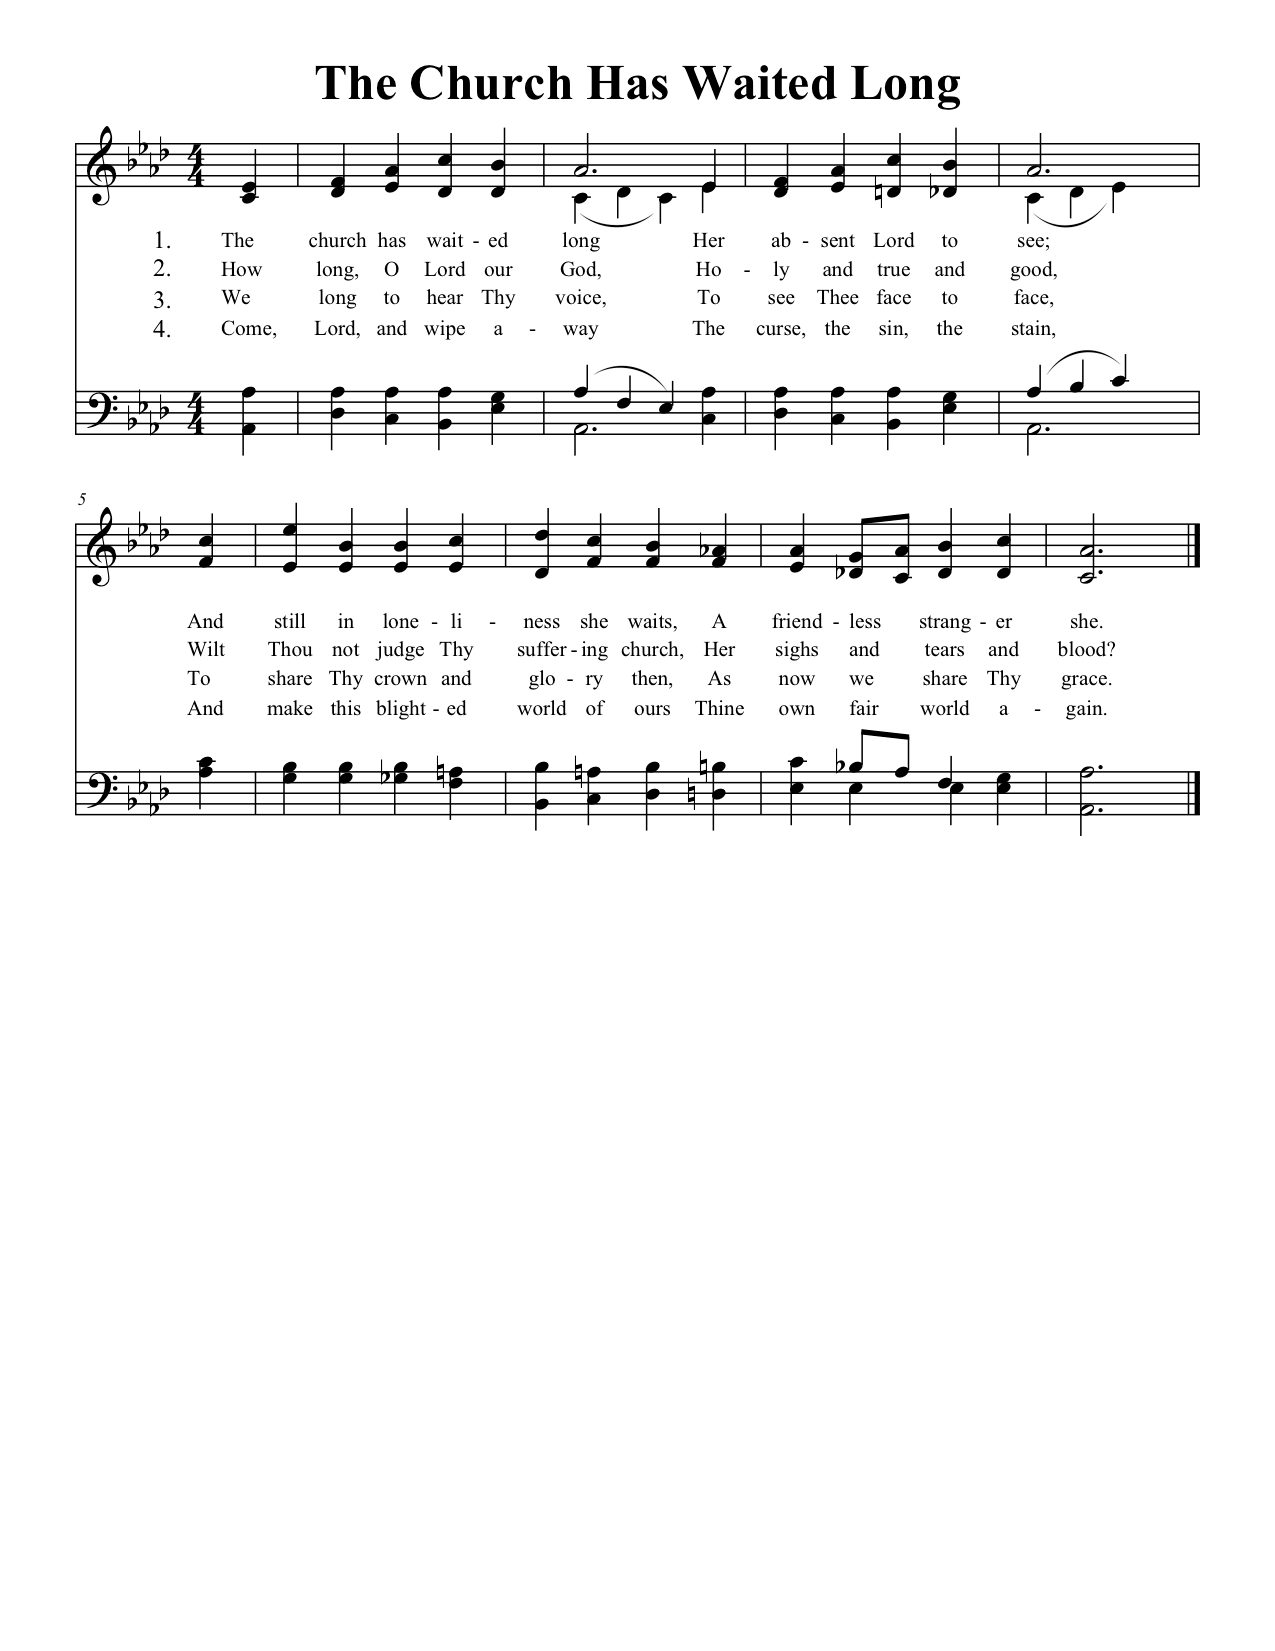 The Church Has Waited Long
1. The church has wait - ed long Her ab - sent Lord to see;
2. How long, O Lord our God, Ho - ly and true and good,
3. We long to hear Thy voice, To see Thee face to face,
4. Come, Lord, and wipe a - way The curse, the sin, the stain,
5
And still in lone - li - ness she waits, A friend - less strang - er she.
Wilt Thou not judge Thy suffer - ing church, Her sighs and tears and blood?
To share Thy crown and glo - ry then, As now we share Thy grace.
And make this blight - ed world of ours Thine own fair world a - gain.